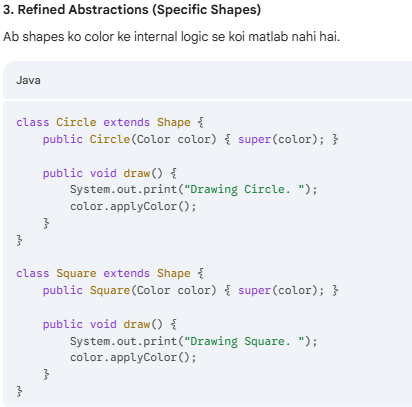 3. Refined Abstractions (Specific Shapes)
Ab shapes ko color ke internal logic se koi matlab nahi hai.
Java
class Circle extends Shape {
    public Circle(Color color) { super(color); }

    public void draw() {
        System.out.print("Drawing Circle. ");
        color.applyColor();
    }
}

class Square extends Shape {
    public Square(Color color) { super(color); }

    public void draw() {
        System.out.print("Drawing Square. ");
        color.applyColor();
    }
}